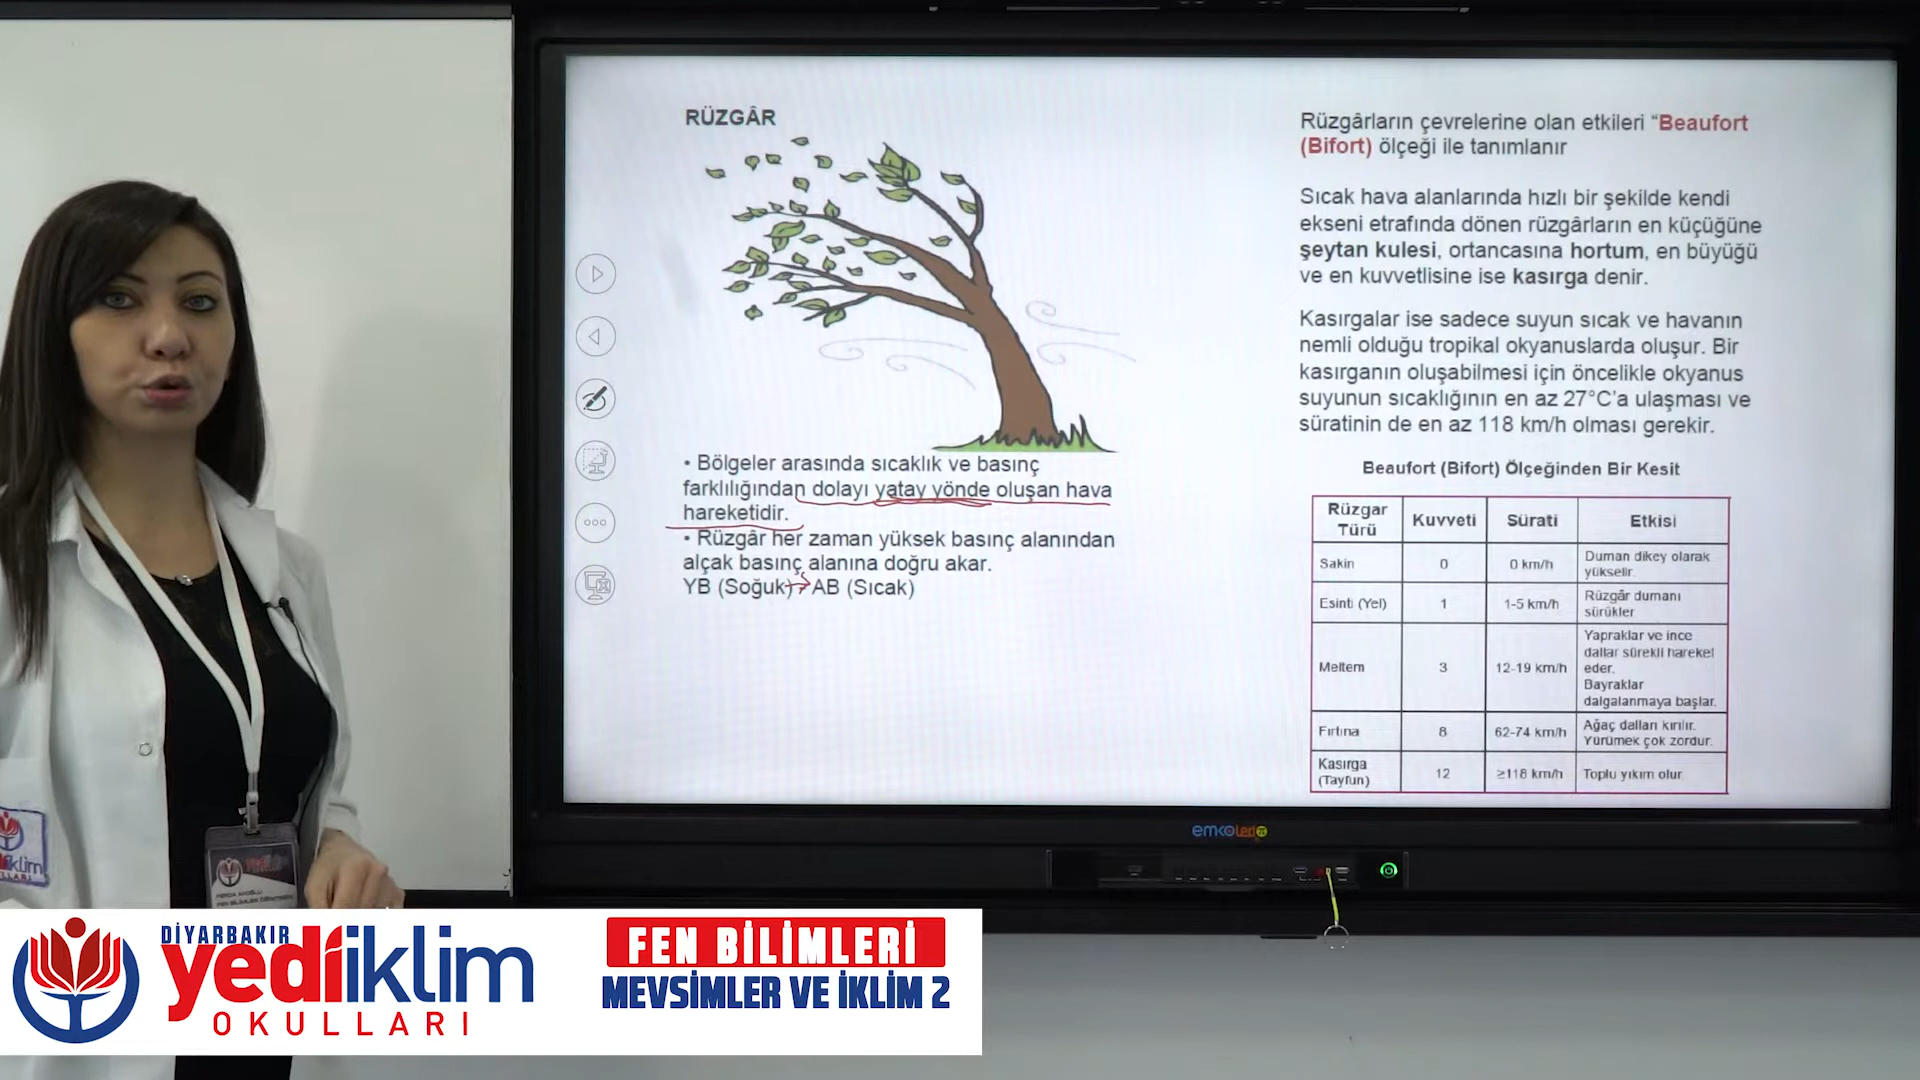 RÜZGÂR
• Bölgeler arasında sıcaklık ve basınç
farklılığından dolayı yatay yönde oluşan hava
hareketidir.
• Rüzgâr her zaman yüksek basınç alanından
alçak basınç alanına doğru akar.
YB (Soğuk) → AB (Sıcak)
Rüzgârların çevrelerine olan etkileri “Beaufort
(Bifort) ölçeği ile tanımlanır
Sıcak hava alanlarında hızlı bir şekilde kendi
ekseni etrafında dönen rüzgârların en küçüğüne
şeytan kulesi, ortancasına hortum, en büyüğü
ve en kuvvetlisine ise kasırga denir.
Kasırgalar ise sadece suyun sıcak ve havanın
nemli olduğu tropikal okyanuslarda oluşur. Bir
kasırganın oluşabilmesi için öncelikle okyanus
suyunun sıcaklığının en az 27°C'a ulaşması ve
süratinin de en az 118 km/h olması gerekir.
Beaufort (Bifort) Ölçeğinden Bir Kesit
Rüzgar Türü Kuvveti Sürati Etkisi
Sakin 0 0 km/h Duman dikey olarak yükselir.
Esinti (Yel) 1 1-5 km/h Rüzgâr dumanı sürükler
Meltem 3 12-19 km/h Yapraklar ve ince dallar sürekli hareket eder. Bayraklar dalgalanmaya başlar.
Fırtına 8 62-74 km/h Ağaç dalları kırılır. Yürümek çok zordur.
Kasırga (Tayfun) 12 ≥118 km/h Toplu yıkım olur
emkoled
DİYARBAKIR
yediiklim
OKULLARI
FEN BİLİMLERİ
MEVSİMLER VE İKLİM 2